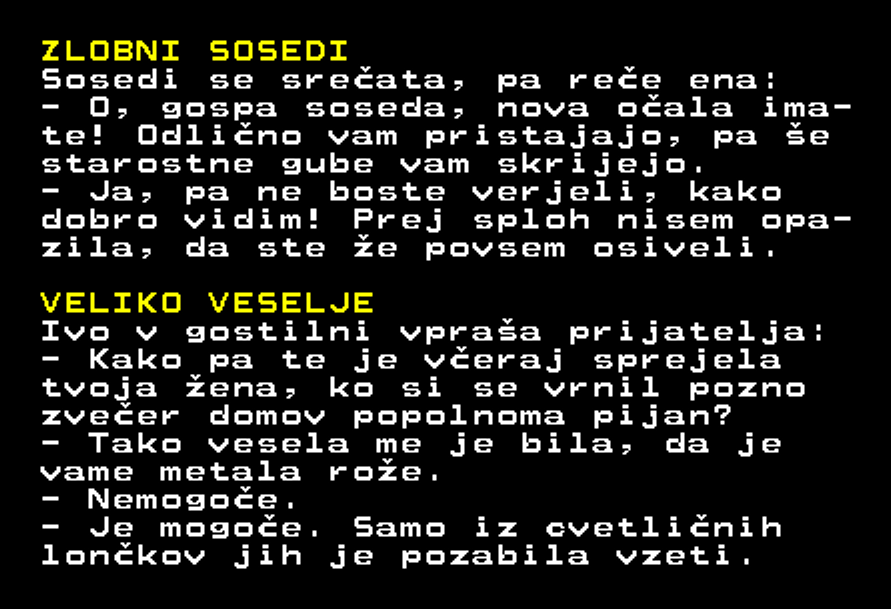 ZLOBNI SOSEDI
Sosedi se srečata, pa reče ena:
- O, gospa soseda, nova očala ima-
te! Odlično vam pristajajo, pa še
starostne gube vam skrijejo.
- Ja, pa ne boste verjeli, kako
dobro vidim! Prej sploh nisem opa-
zila, da ste že povsem osiveli.
VELIKO VESELJE
Ivo v gostilni vpraša prijatelja:
- Kako pa te je včeraj sprejela
tvoja žena, ko si se vrnil pozno
zvečer domov popolnoma pijan?
- Tako vesela me je bila, da je
vame metala rože.
- Nemogoče.
- Je mogoče. Samo iz cvetličnih
lončkov jih je pozabila vzeti.